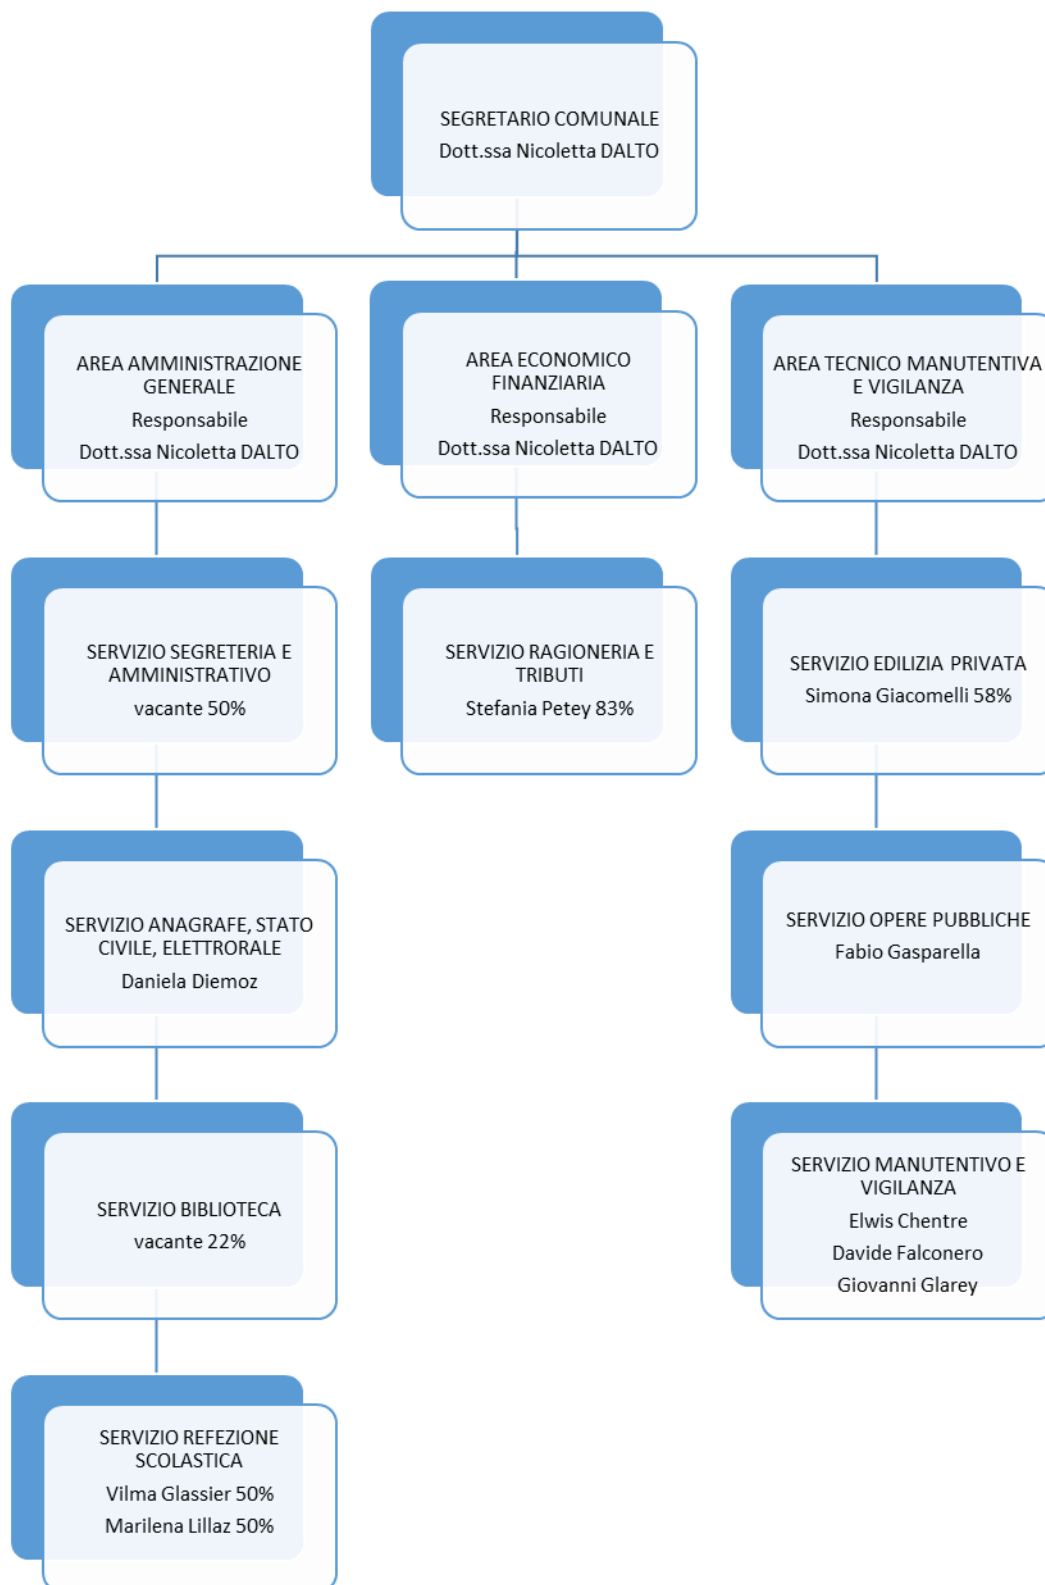 SEGRETARIO COMUNALE
Dott.ssa Nicoletta DALTO
AREA AMMINISTRAZIONE
GENERALE
Responsabile
Dott.ssa Nicoletta DALTO
AREA ECONOMICO
FINANZIARIA
Responsabile
Dott.ssa Nicoletta DALTO
AREA TECNICO MANUTENTIVA
E VIGILANZA
Responsabile
Dott.ssa Nicoletta DALTO
SERVIZIO SEGRETERIA E
AMMINISTRATIVO
vacante 50%
SERVIZIO RAGIONERIA E
TRIBUTI
Stefania Petey 83%
SERVIZIO EDILIZIA PRIVATA
Simona Giacomelli 58%
SERVIZIO ANAGRAFE, STATO
CIVILE, ELETTRORALE
Daniela Diemoz
SERVIZIO OPERE PUBBLICHE
Fabio Gasparella
SERVIZIO BIBLIOTECA
vacante 22%
SERVIZIO MANUTENTIVO E
VIGILANZA
Elwis Chentre
Davide Falconero
Giovanni Glarey
SERVIZIO REFEZIONE
SCOLASTICA
Vilma Glassier 50%
Marilena Lillaz 50%